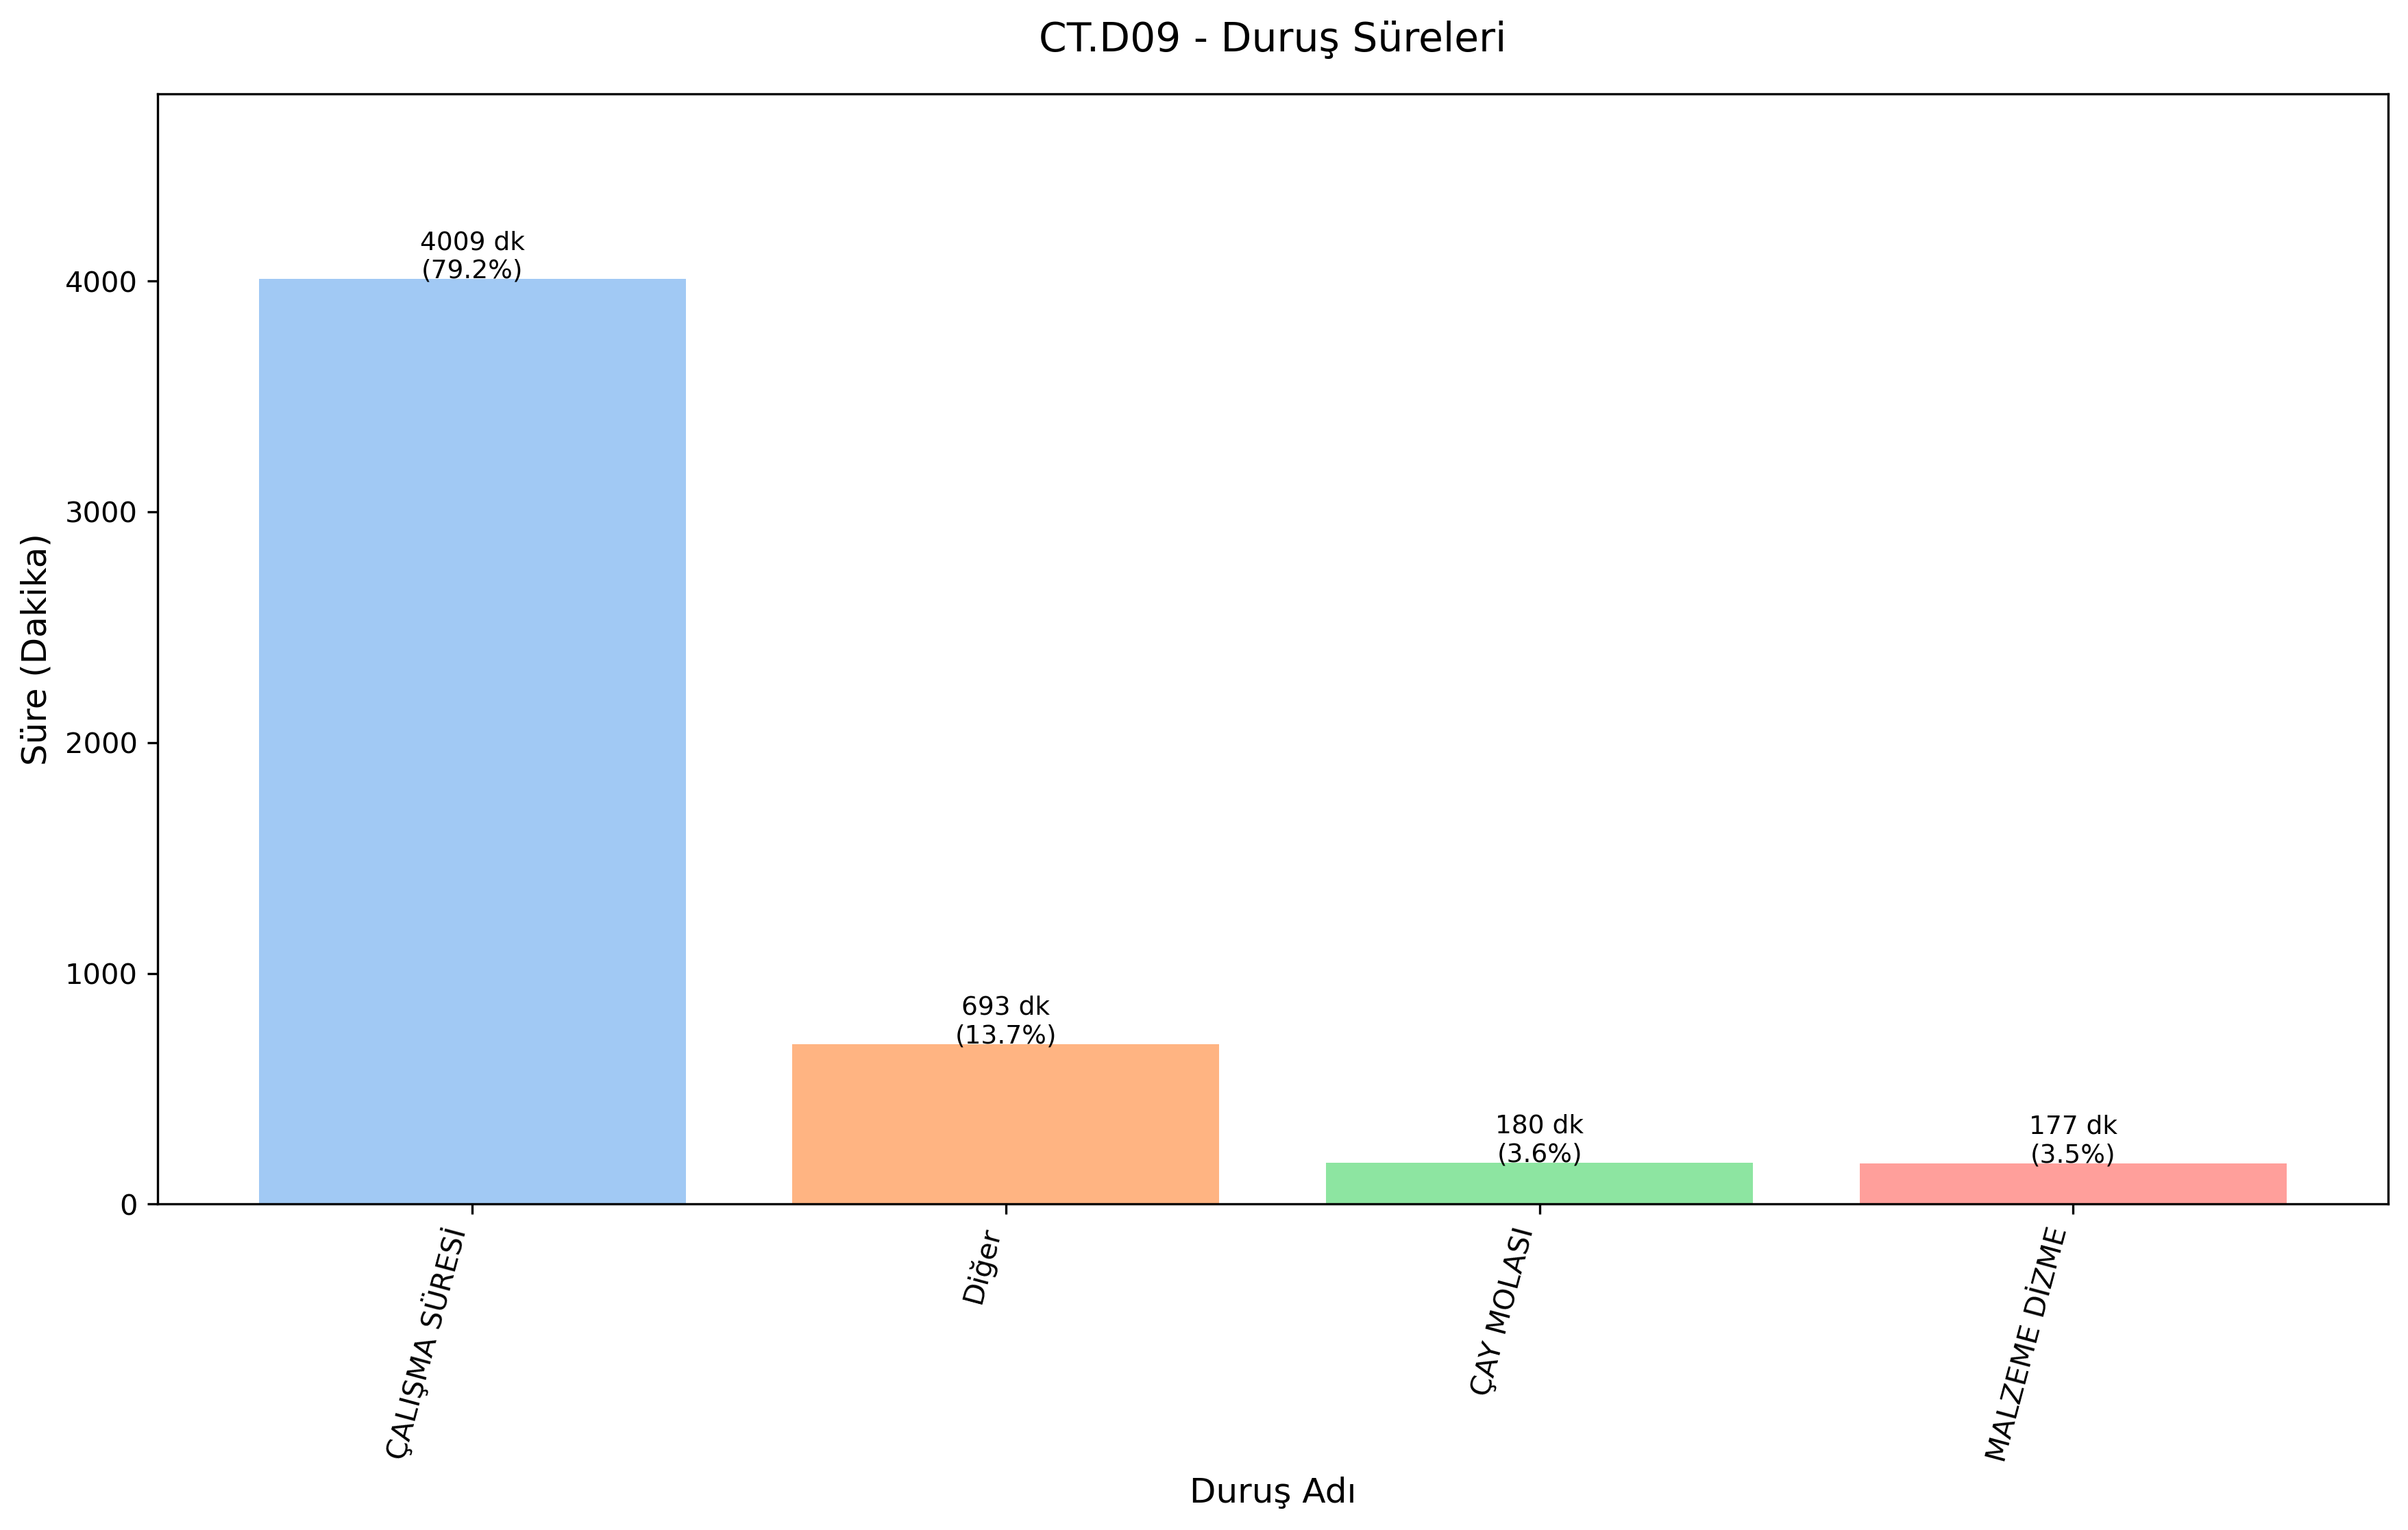 CT.D09 - Duruş Süreleri
Süre (Dakika)
4000
3000
2000
1000
0
4009 dk
(79.2%)
693 dk
(13.7%)
180 dk
(3.6%)
177 dk
(3.5%)
ÇALIŞMA SÜRESİ
Diğer
ÇAY MOLASI
MALZEME DİZME
Duruş Adı